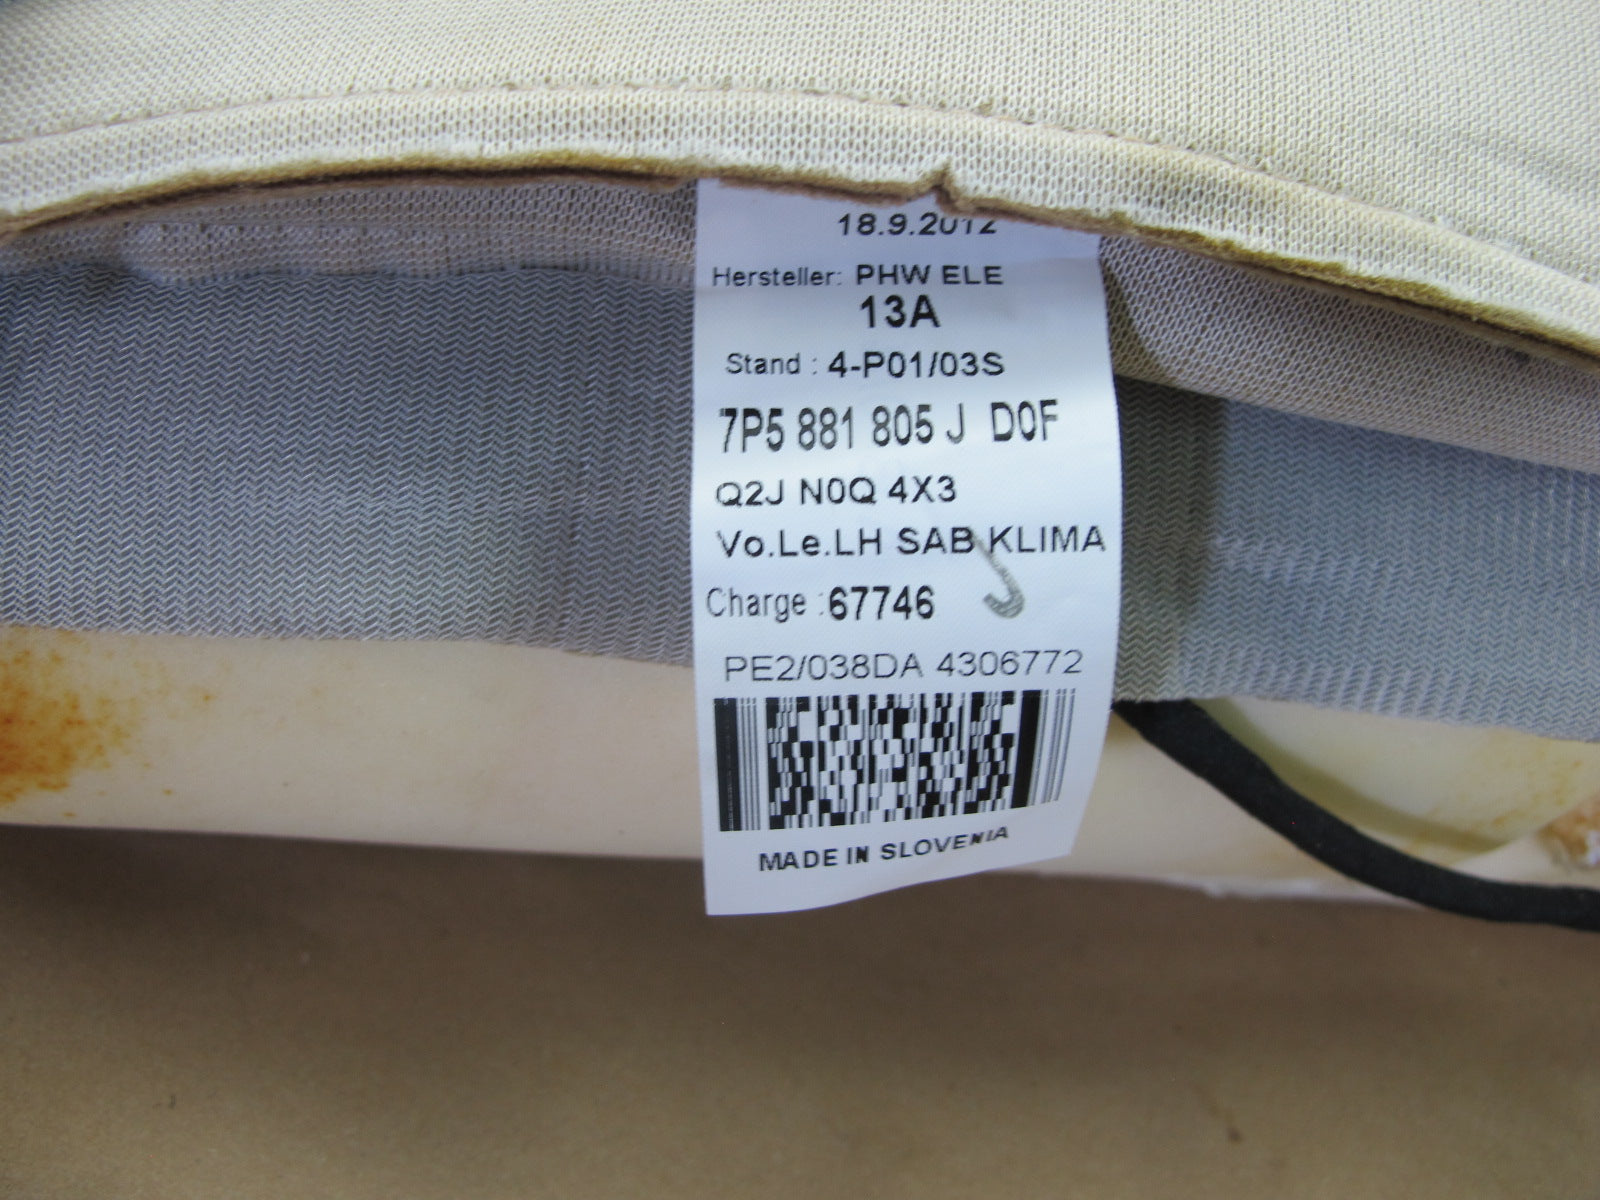 18.9.2012
Hersteller: PHW ELE
13A
Stand : 4-P01/03S
7P5 881 805 J D0F
Q2J N0Q 4X3
Vo.Le.LH SAB KLIMA
Charge :67746
PE2/038DA 4306772
MADE IN SLOVENIA